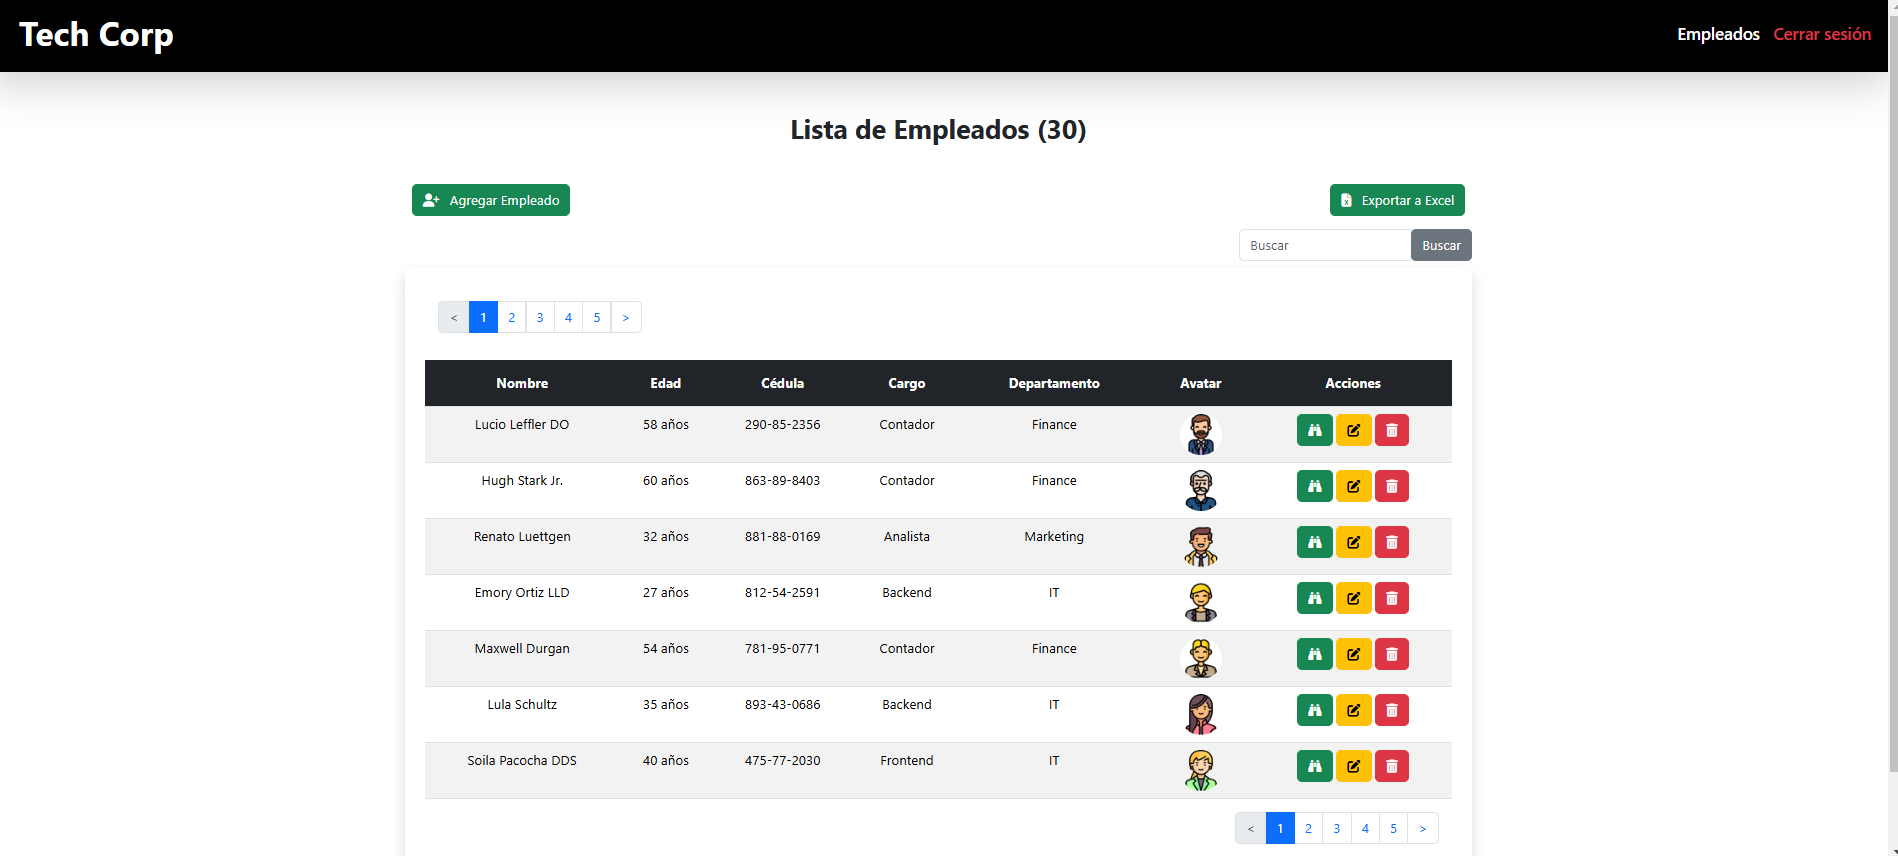 Tech Corp
Empleados Cerrar sesión
Lista de Empleados (30)
Agregar Empleado Exportar a Excel
Buscar Buscar
< 1 2 3 4 5 >
Nombre Edad Cédula Cargo Departamento Avatar Acciones
Lucio Leffler DO 58 años 290-85-2356 Contador Finance
Hugh Stark Jr. 60 años 863-89-8403 Contador Finance
Renato Luettgen 32 años 881-88-0169 Analista Marketing
Emory Ortiz LLD 27 años 812-54-2591 Backend IT
Maxwell Durgan 54 años 781-95-0771 Contador Finance
Lula Schultz 35 años 893-43-0686 Backend IT
Soila Pacocha DDS 40 años 475-77-2030 Frontend IT
< 1 2 3 4 5 >